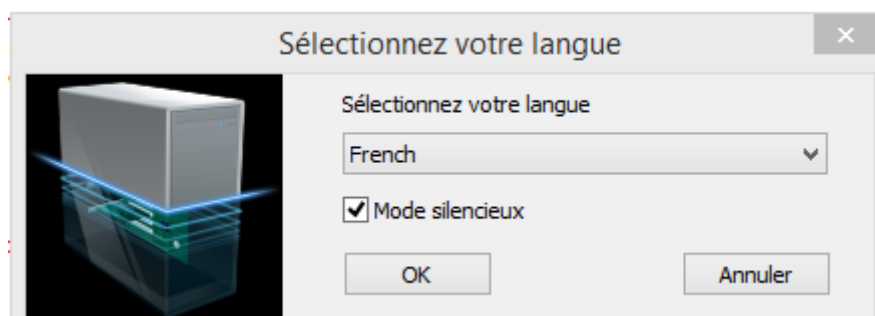 Sélectionnez votre langue
Sélectionnez votre langue
French
Mode silencieux
OK Annuler